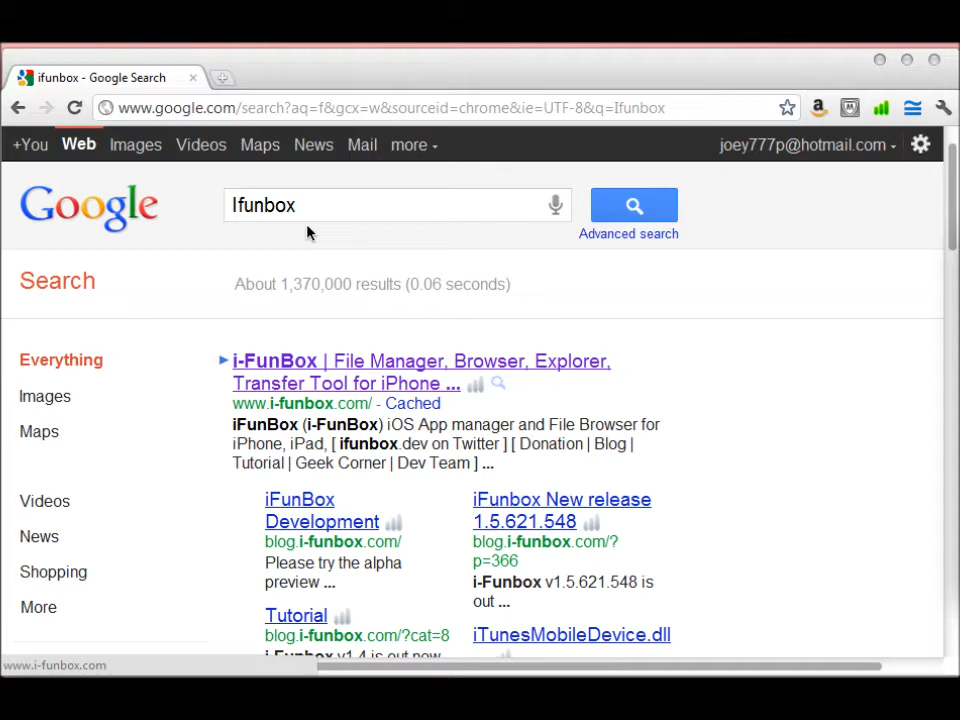 ifunbox - Google Search
www.google.com/search?aq=f&gcx=w&sourceid=chrome&ie=UTF-8&q=Ifunbox
+You Web Images Videos Maps News Mail more joey777p@hotmail.com
Google Ifunbox
Advanced search
Search About 1,370,000 results (0.06 seconds)
Everything
Images
Maps
Videos
News
Shopping
More
i-FunBox | File Manager, Browser, Explorer,
Transfer Tool for iPhone ...
www.i-funbox.com/ - Cached
iFunBox (i-FunBox) iOS App manager and File Browser for
iPhone, iPad, [ ifunbox.dev on Twitter ] [ Donation | Blog |
Tutorial | Geek Corner | Dev Team ] ...
iFunBox
Development
blog.i-funbox.com/
Please try the alpha
preview ...
Tutorial
blog.i-funbox.com/?cat=8
i-Funbox v1.4 is out now
iFunbox New release
1.5.621.548
blog.i-funbox.com/?
p=366
i-Funbox v1.5.621.548 is
out ...
iTunesMobileDevice.dll
www.i-funbox.com